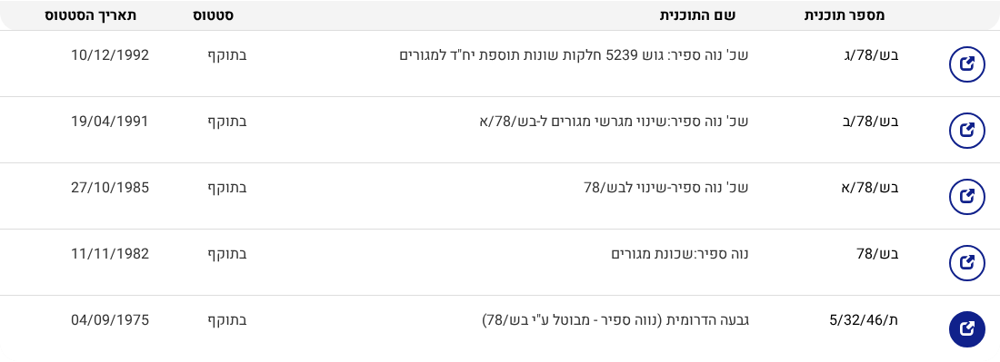 מספר תוכנית שם התוכנית סטטוס תאריך הסטטוס
בש/78/ג שכ' נוה ספיר: גוש 5239 חלקות שונות תוספת יח"ד למגורים בתוקף 10/12/1992
בש/78/ב שכ' נוה ספיר:שינוי מגרשי מגורים ל-בש/78/א בתוקף 19/04/1991
בש/78/א שכ' נוה ספיר-שינוי לבש/78 בתוקף 27/10/1985
בש/78 נוה ספיר:שכונת מגורים בתוקף 11/11/1982
ת/5/32/46 גבעה הדרומית (נווה ספיר - מבוטל ע"י בש/78) בתוקף 04/09/1975